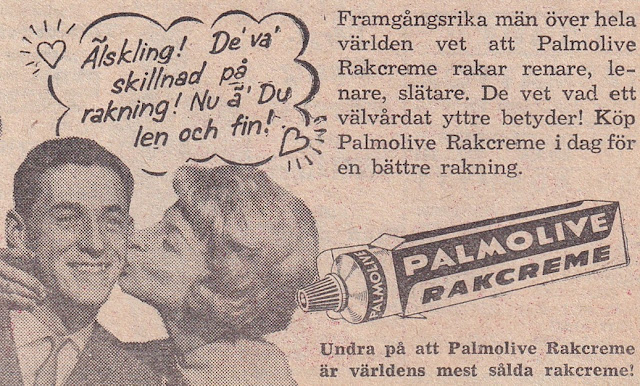 Älskling! De'va'
skillnad på
rakning! Nu ä' Du
len och fin!
Framgångsrika män över hela
världen vet att Palmolive
Rakcreme rakar renare, le-
nare, slätare. De vet vad ett
välvårdat yttre betyder! Köp
Palmolive Rakcreme i dag för
en bättre rakning.
PALMOLIVE
RAKCREME
PALMOLIVE
Undra på att Palmolive Rakcreme
är världens mest sålda rakcreme!